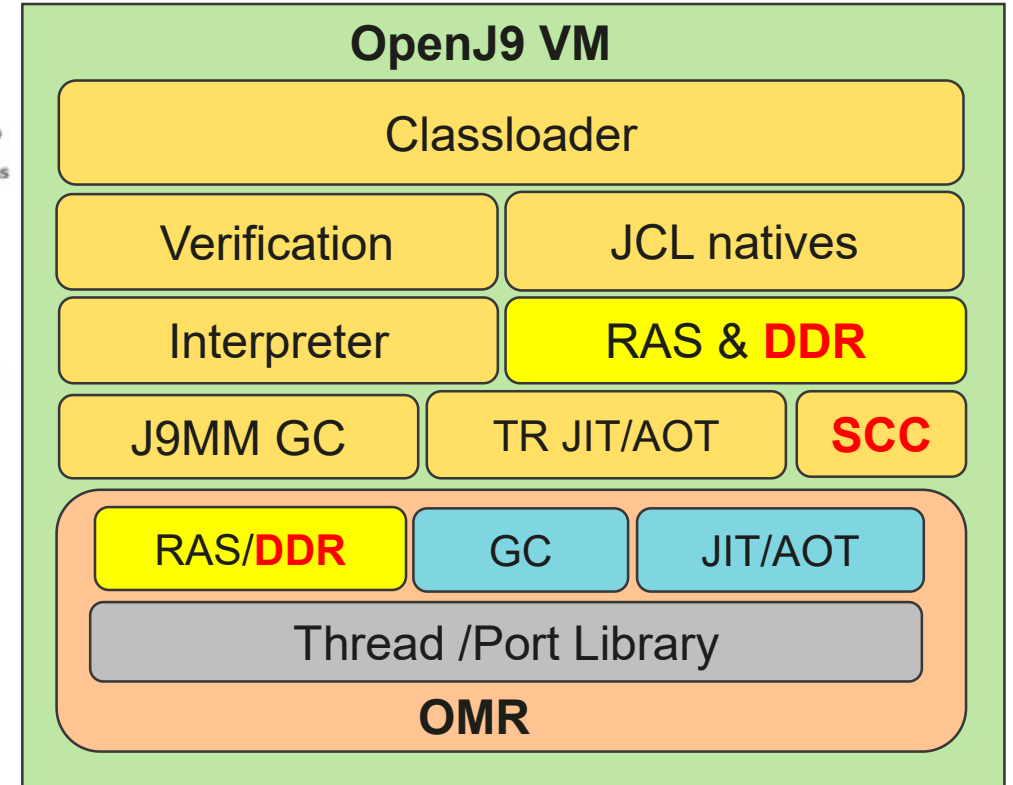 OpenJ9 VM
Classloader
Verification
JCL natives
Interpreter
RAS & DDR
J9MM GC
TR JIT/AOT
SCC
RAS/DDR
GC
JIT/AOT
Thread /Port Library
OMR